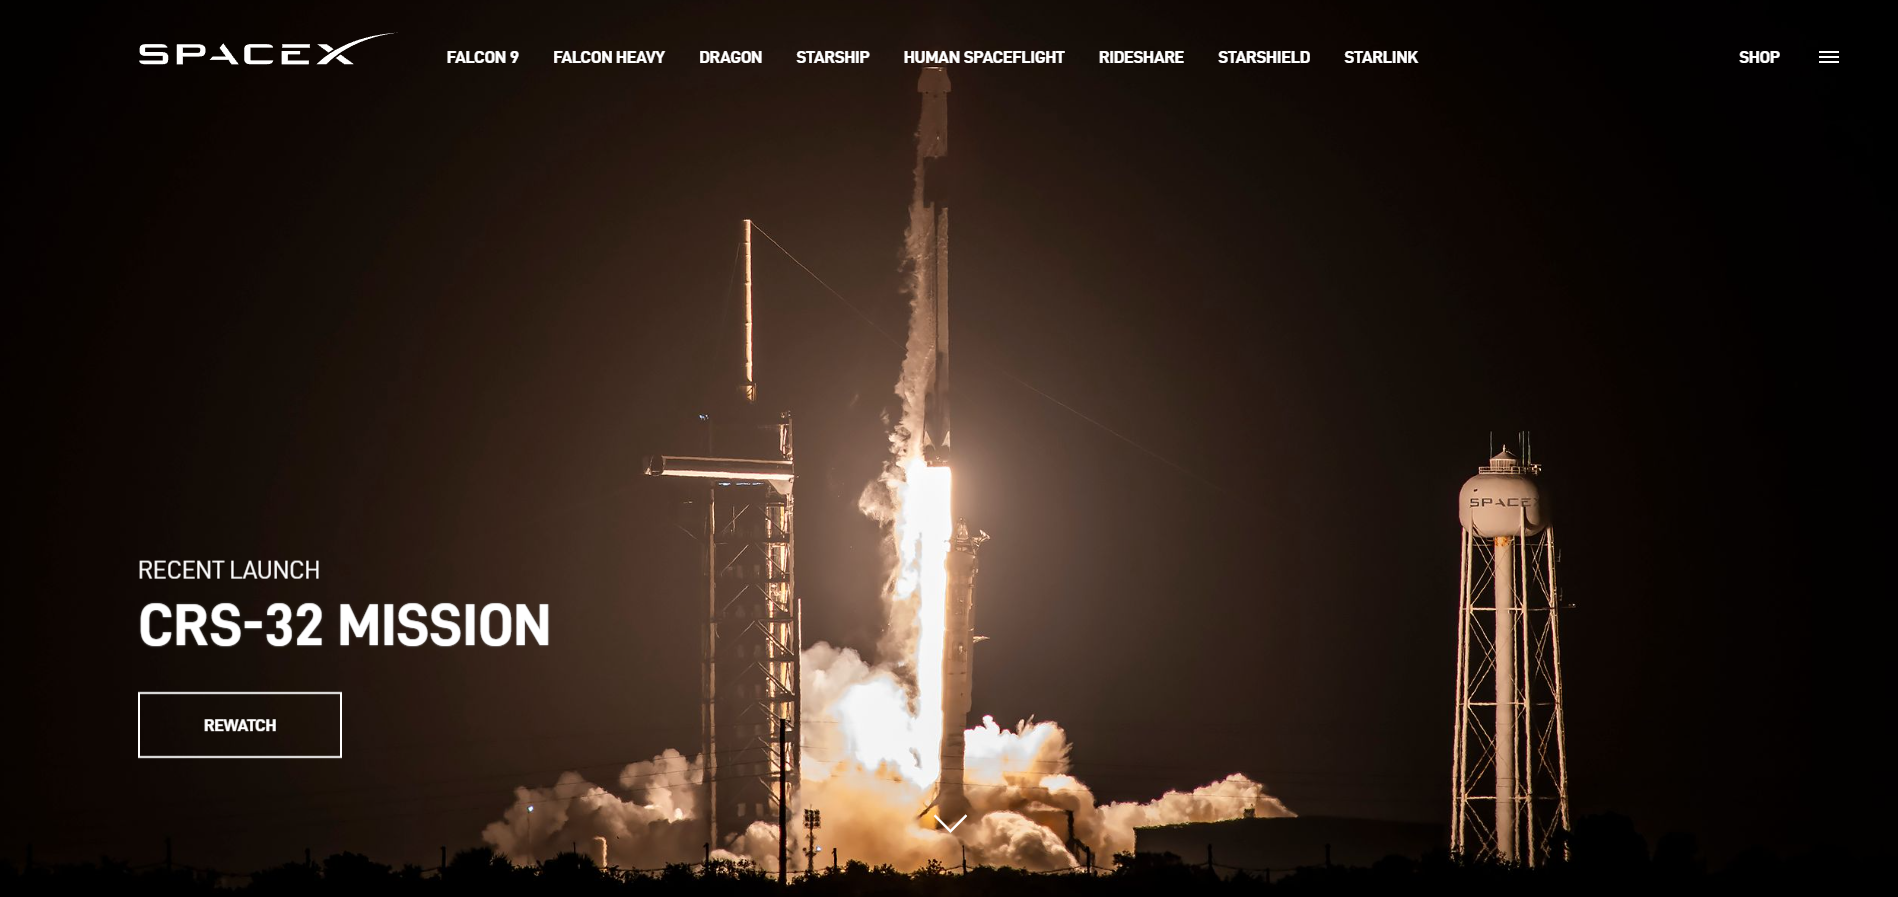 SPACEX FALCON 9 FALCON HEAVY DRAGON STARSHIP HUMAN SPACEFLIGHT RIDESHARE STARSHIELD STARLINK SHOP
SPACEX
RECENT LAUNCH
CRS-32 MISSION
REWATCH